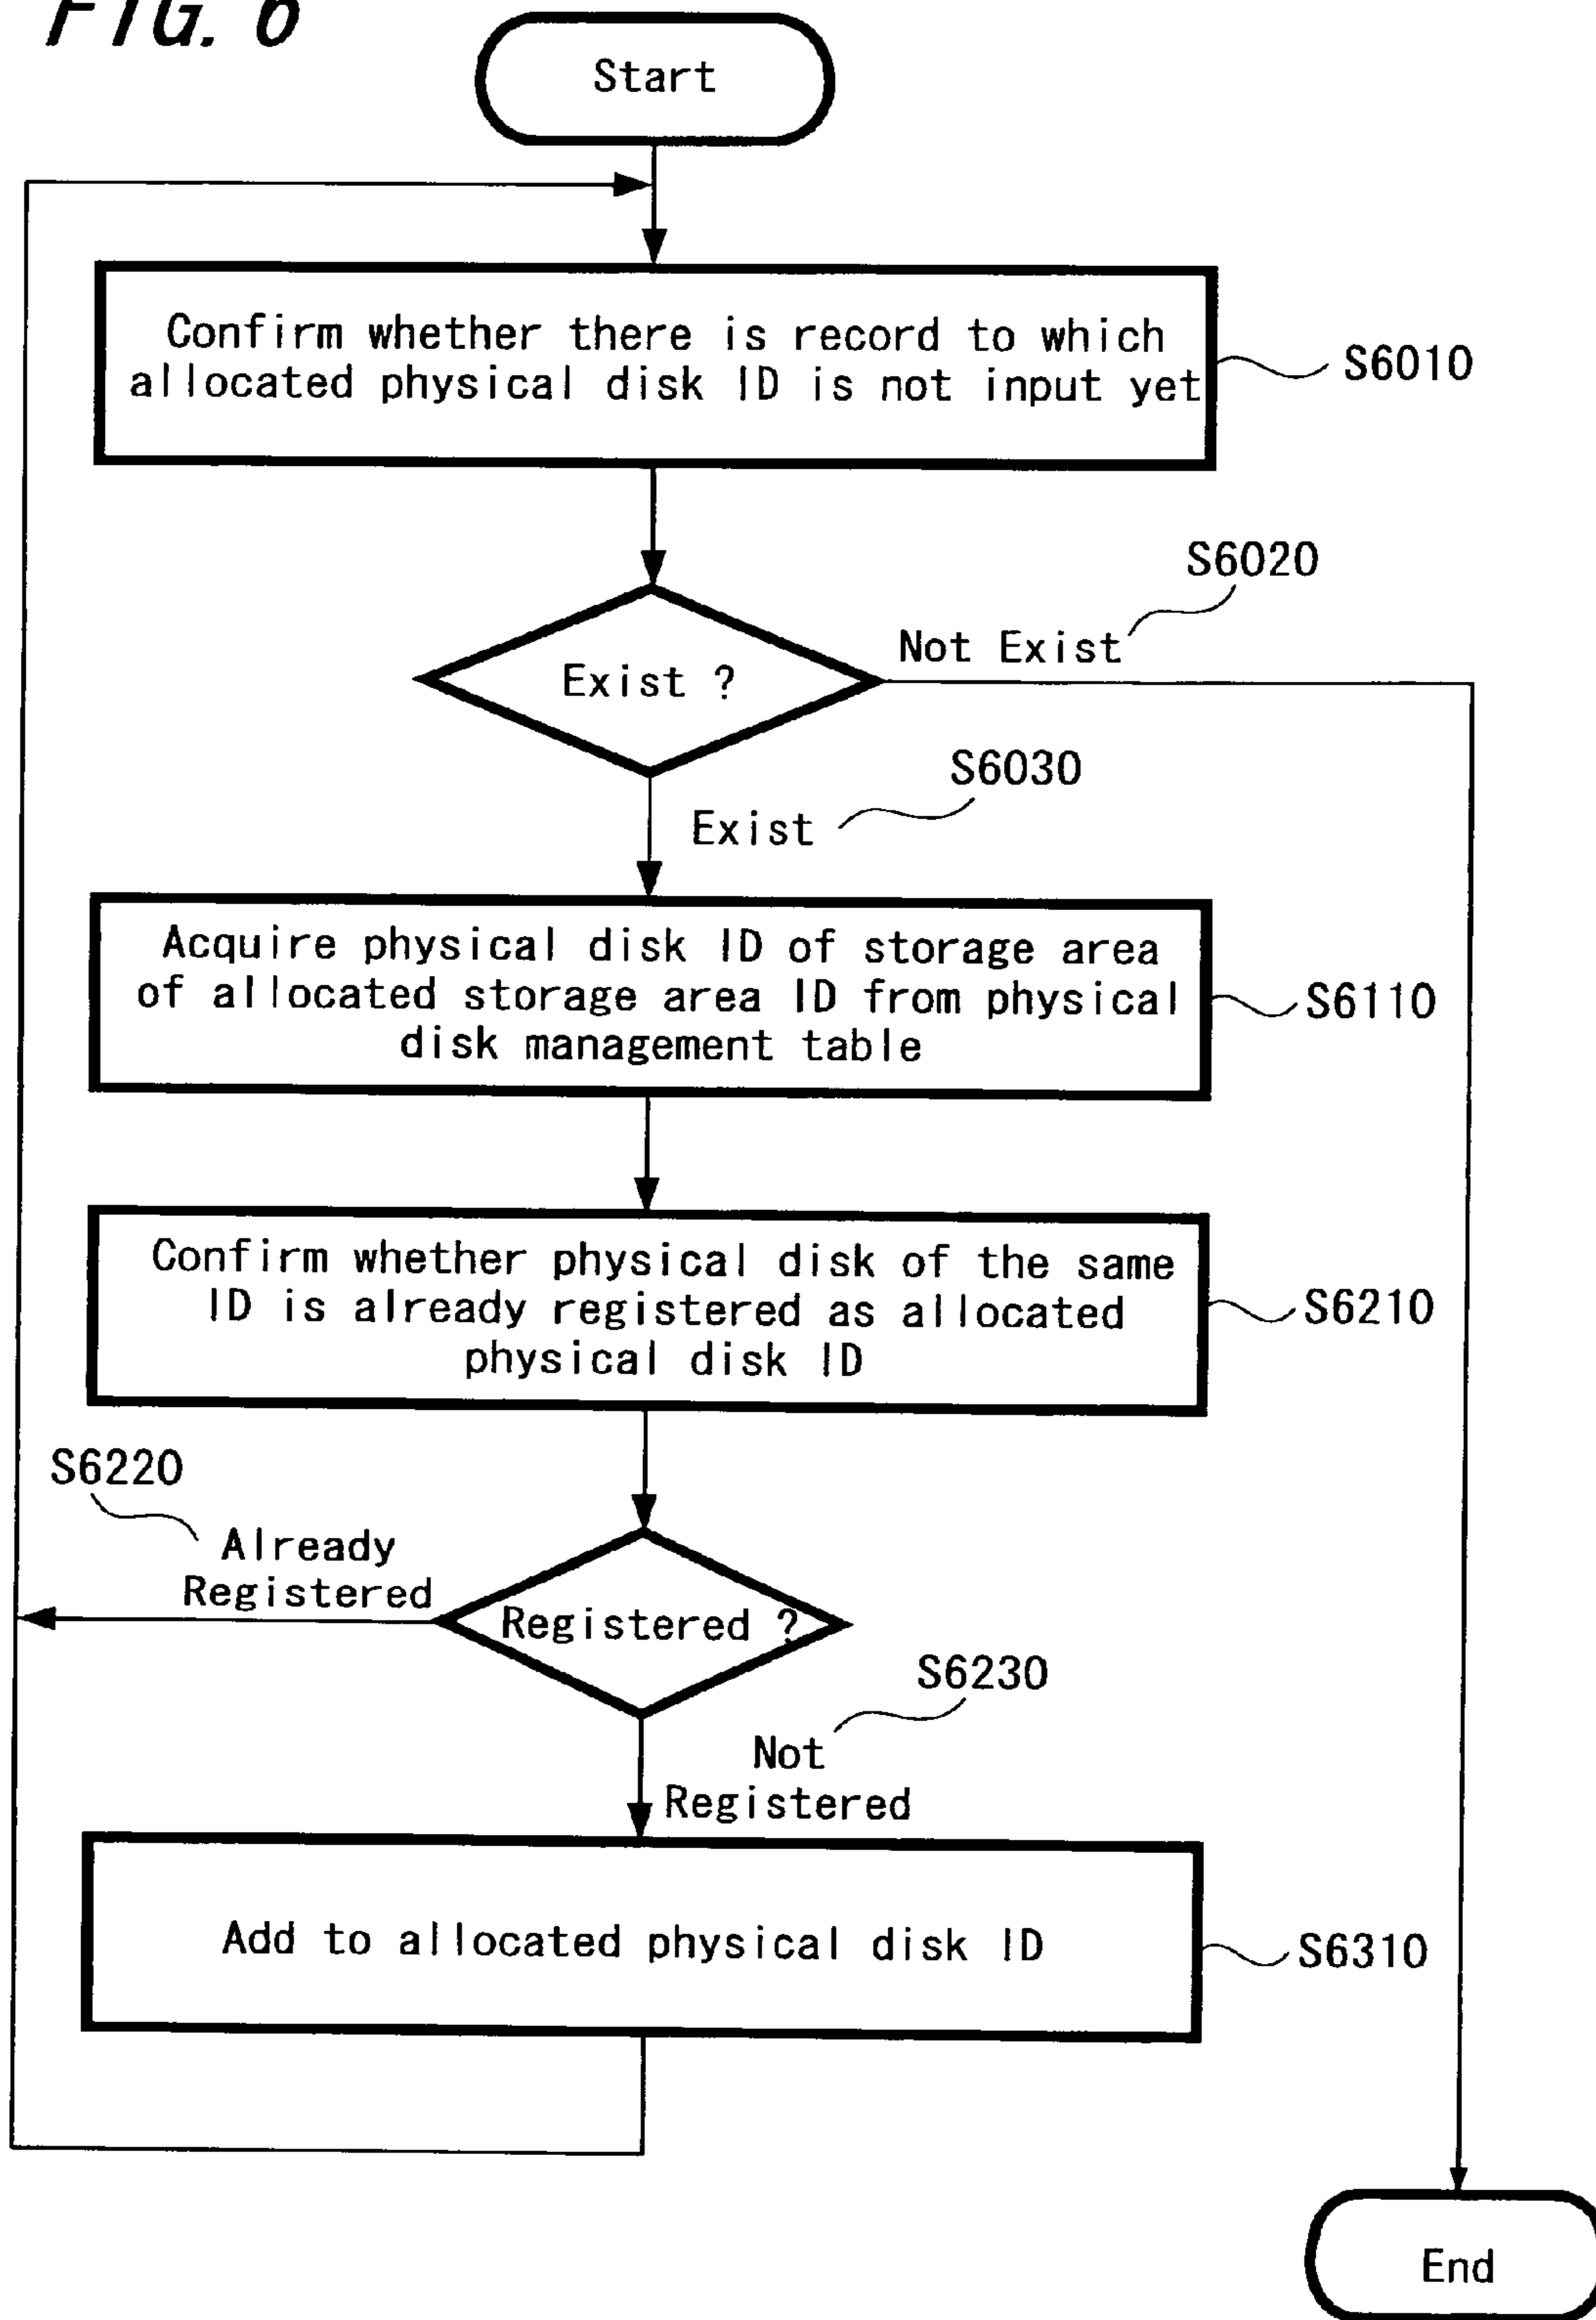 FIG. 6
Start
Confirm whether there is record to which
allocated physical disk ID is not input yet
S6010
S6020
Not Exist
Exist ?
S6030
Exist
Acquire physical disk ID of storage area
of allocated storage area ID from physical
disk management table
S6110
Confirm whether physical disk of the same
ID is already registered as allocated
physical disk ID
S6210
S6220
Already
Registered
Registered ?
S6230
Not
Registered
Add to allocated physical disk ID
S6310
End